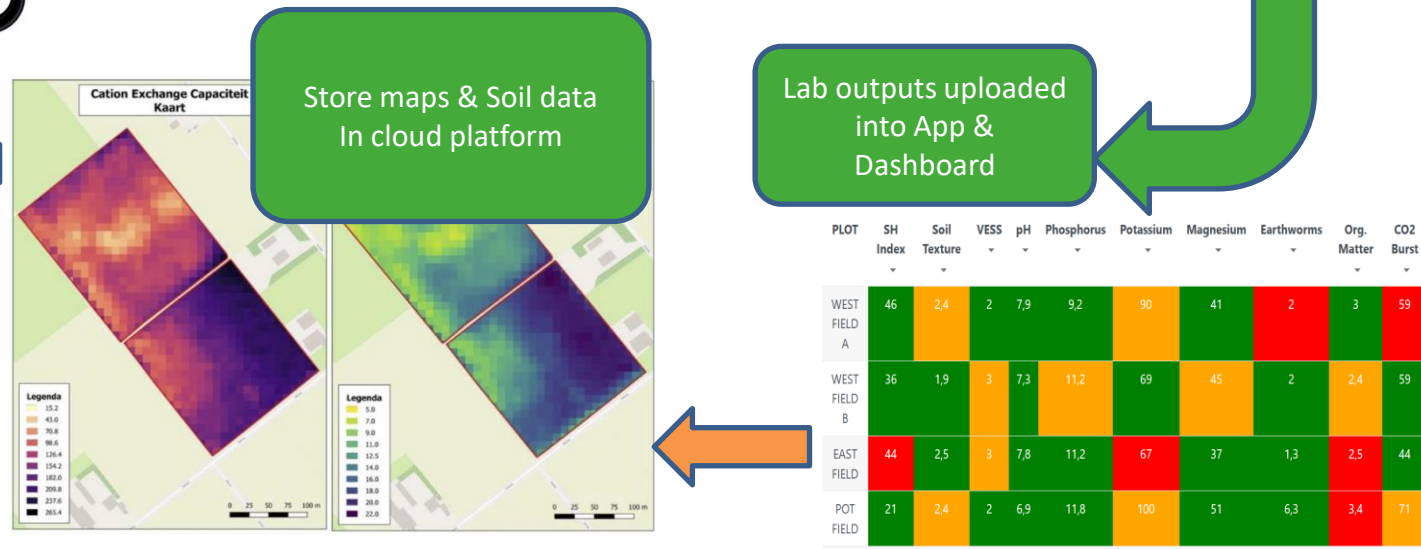 Store maps & Soil data
In cloud platform
Lab outputs uploaded
into App &
Dashboard
Cation Exchange Capaciteit
Kaart
Legenda
15.2
43.0
70.8
98.6
126.4
154.2
182.0
209.8
237.6
265.4
0 25 50 75 100 m
Legenda
5.0
7.0
9.0
11.0
12.5
14.0
16.0
18.0
20.0
22.0
0 25 50 75 100 m
PLOT SH Soil VESS pH Phosphorus Potassium Magnesium Earthworms Org. CO2
Index Texture Matter Burst
WEST 46 2,4 2 7,9 9,2 90 41 2 3 59
FIELD
A
WEST 36 1,9 3 7,3 11,2 69 45 2 2,4 59
FIELD
B
EAST 44 2,5 3 7,8 11,2 67 37 1,3 2,5 44
FIELD
POT 21 2,4 2 6,9 11,8 100 51 6,3 3,4 71
FIELD